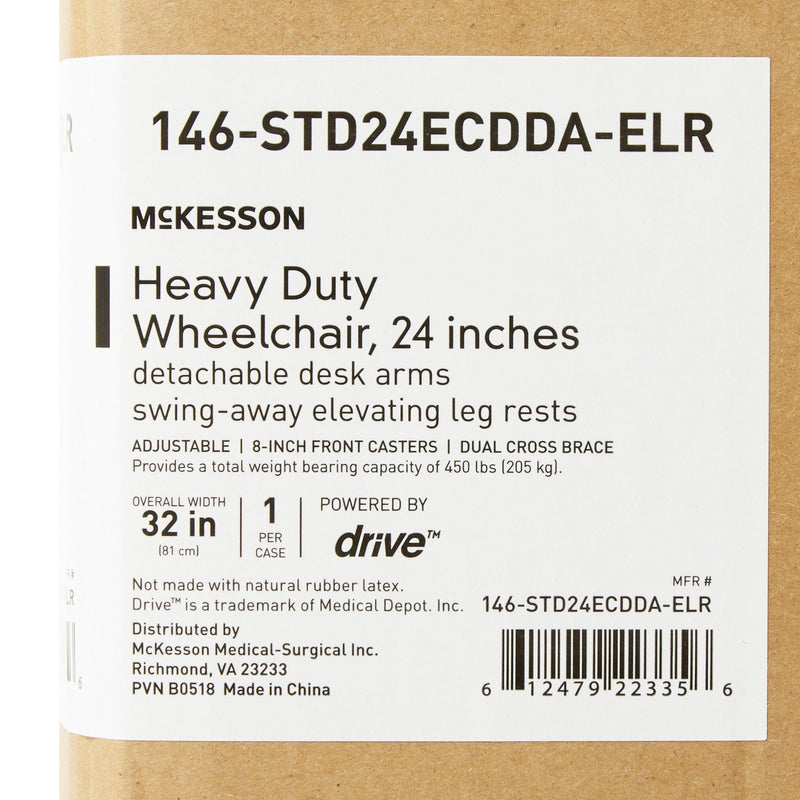 146-STD24ECDDA-ELR
MCKESSON
Heavy Duty
Wheelchair, 24 inches
detachable desk arms
swing-away elevating leg rests
ADJUSTABLE | 8-INCH FRONT CASTERS | DUAL CROSS BRACE
Provides a total weight bearing capacity of 450 lbs (205 kg).
OVERALL WIDTH
32 in
(81 cm)
1
PER
CASE
POWERED BY
drive™
Not made with natural rubber latex.
Drive™ is a trademark of Medical Depot. Inc.
MFR #
146-STD24ECDDA-ELR
Distributed by
McKesson Medical-Surgical Inc.
Richmond, VA 23233
PVN B0518 Made in China
6 12479 22335 6
LR
6